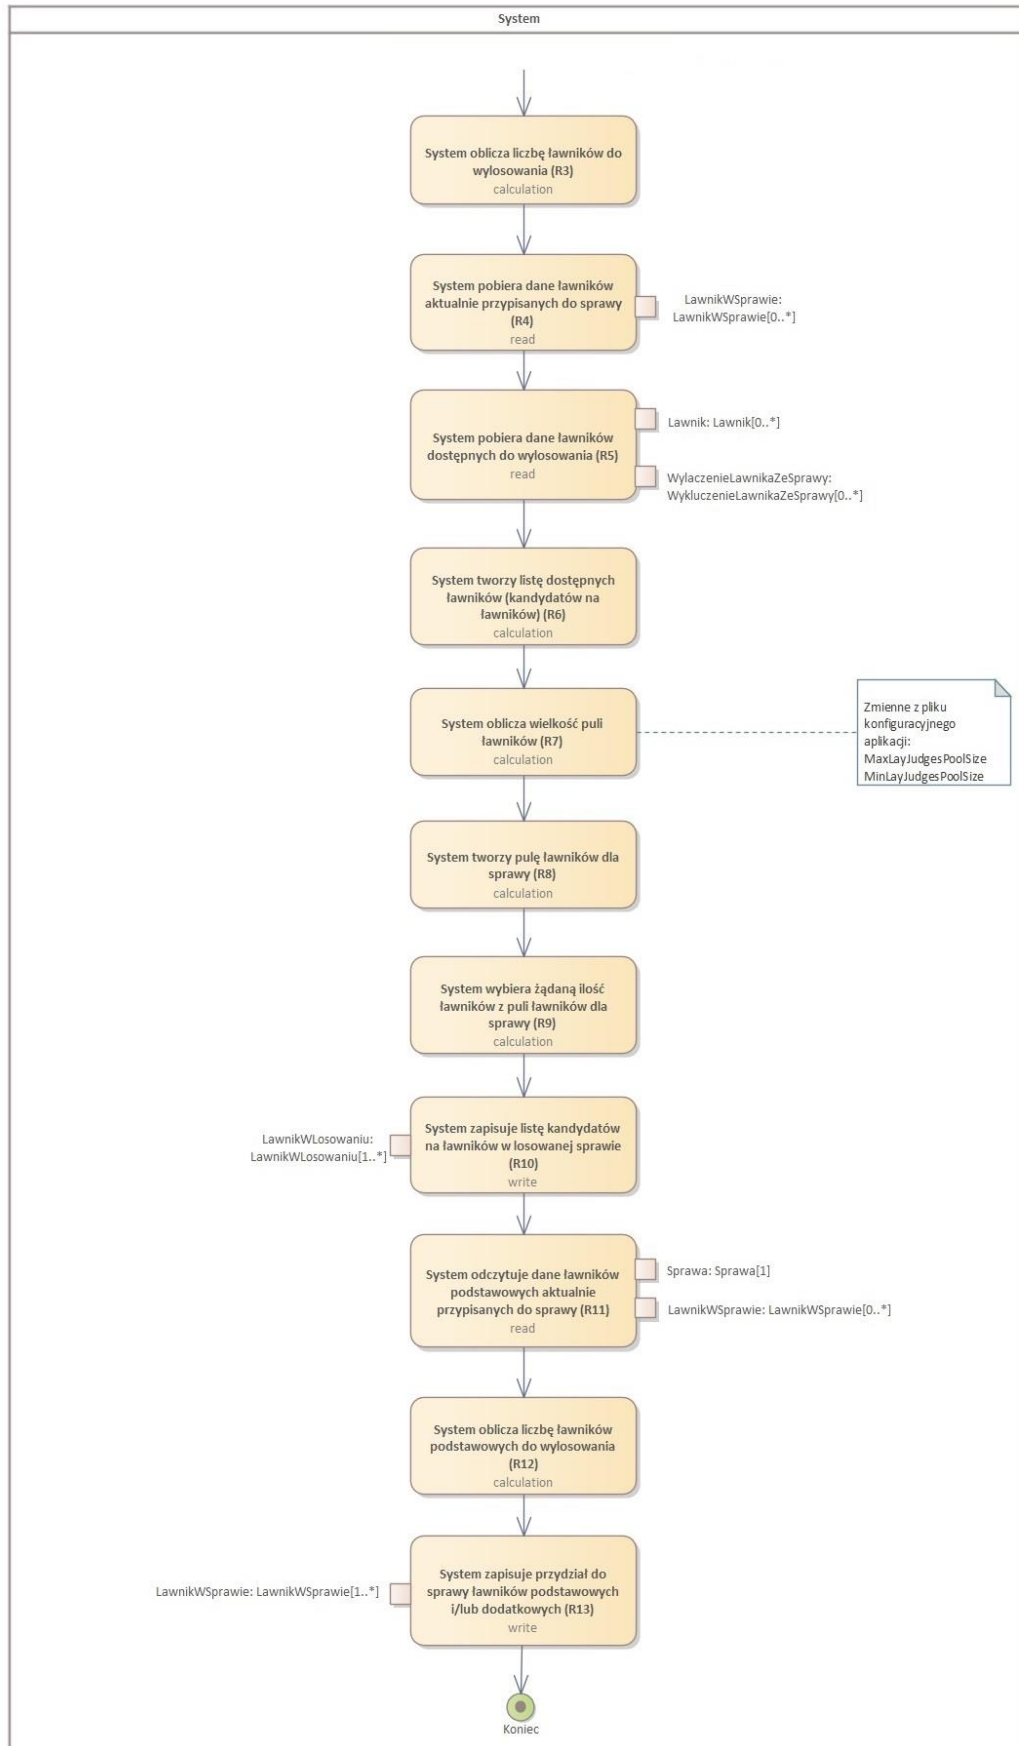 System
System oblicza liczbę ławników do
wylosowania (R3)
calculation
System pobiera dane ławników
aktualnie przypisanych do sprawy
(R4)
read
LawnikWSprawie:
LawnikWSprawie[0..*]
System pobiera dane ławników
dostępnych do wylosowania (R5)
read
Lawnik: Lawnik[0..*]
WylaczenieLawnikaZeSprawy:
WykluczenieLawnikaZeSprawy[0..*]
System tworzy listę dostępnych
ławników (kandydatów na
ławników) (R6)
calculation
System oblicza wielkość puli
ławników (R7)
calculation
Zmienne z pliku
konfiguracyjnego
aplikacji:
MaxLayJudgesPoolSize
MinLayJudgesPoolSize
System tworzy pulę ławników dla
sprawy (R8)
calculation
System wybiera żądaną ilość
ławników z puli ławników dla
sprawy (R9)
calculation
LawnikWLosowaniu:
LawnikWLosowaniu[1..*]
System zapisuje listę kandydatów
na ławników w losowanej sprawie
(R10)
write
System odczytuje dane ławników
podstawowych aktualnie
przypisanych do sprawy (R11)
read
Sprawa: Sprawa[1]
LawnikWSprawie: LawnikWSprawie[0..*]
System oblicza liczbę ławników
podstawowych do wylosowania
(R12)
calculation
LawnikWSprawie: LawnikWSprawie[1..*]
System zapisuje przydział do
sprawy ławników podstawowych
i/lub dodatkowych (R13)
write
Koniec